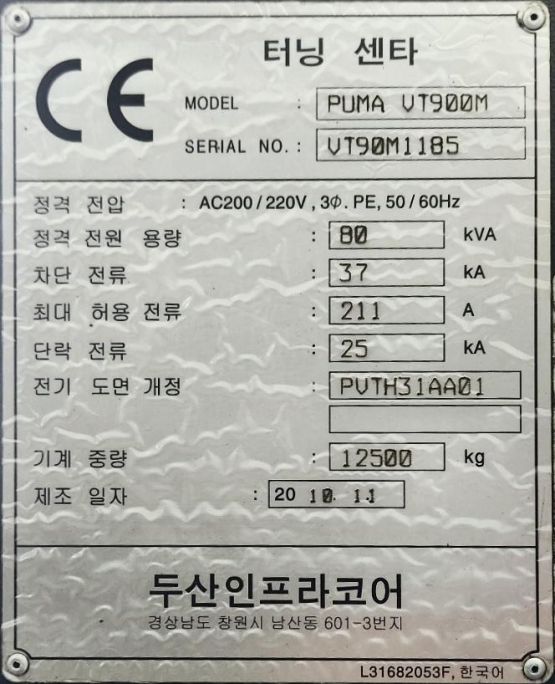 CE
터닝 센타
MODEL : PUMA VT900M
SERIAL NO. : VT90M1185
정격 전압 : AC200 / 220V , 3Φ. PE, 50 / 60Hz
정격 전원 용량 : 80 kVA
차단 전류 : 37 kA
최대 허용 전류 : 211 A
단락 전류 : 25 kA
전기 도면 개정 : PVTH31AA01
기계 중량 : 12500 kg
제조 일자 : 20 10. 11
두산인프라코어
경상남도 창원시 남산동 601-3번지
L31682053F, 한국어